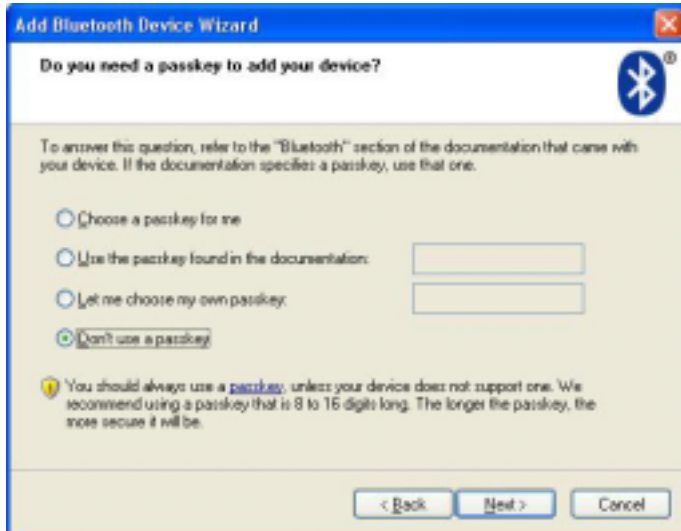 Add Bluetooth Device Wizard
Do you need a passkey to add your device?
®
To answer this question, refer to the "Bluetooth" section of the documentation that came with
your device. If the documentation specifies a passkey, use that one.
Choose a passkey for me
Use the passkey found in the documentation:
Let me choose my own passkey:
Don't use a passkey
You should always use a passkey, unless your device does not support one. We
recommend using a passkey that is 8 to 16 digits long. The longer the passkey, the
more secure it will be.
< Back Next > Cancel